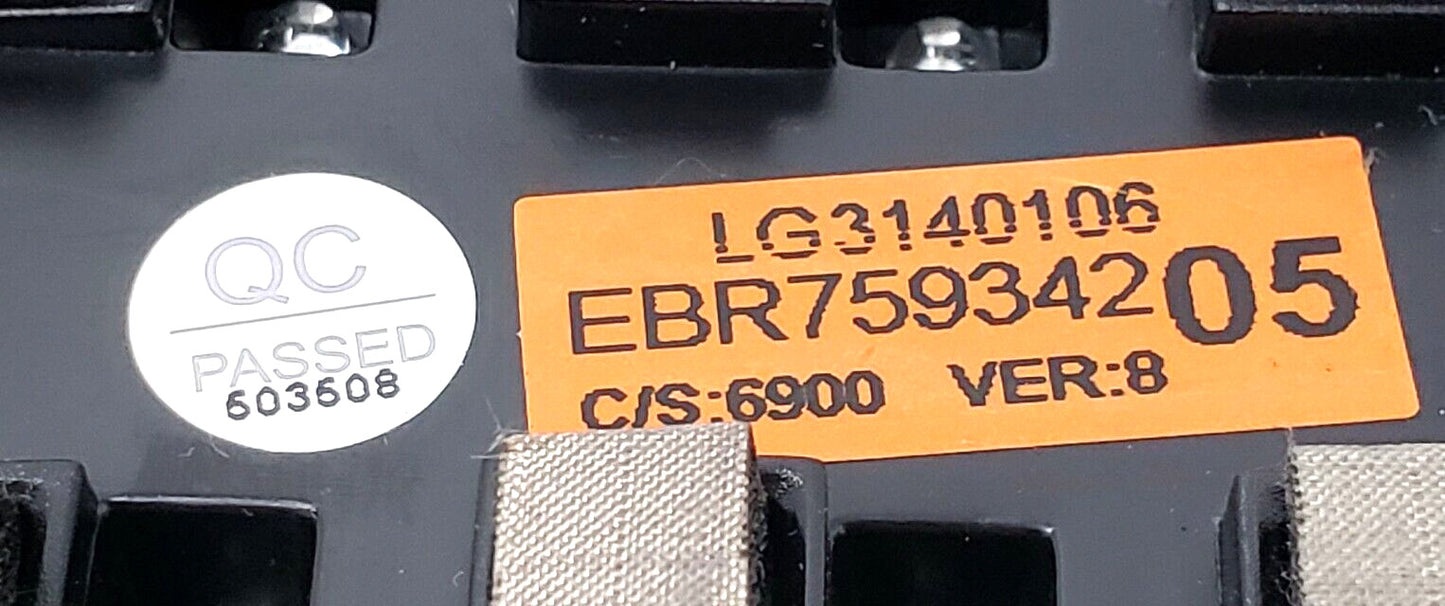 QC
PASSED
503508
LG3140106
EBR75934205
C/S:6900 VER:8